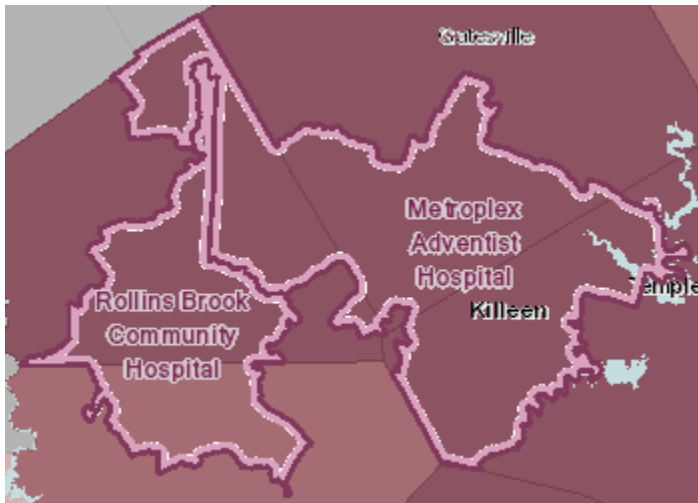 Gatesville
Metroplex
Adventist
Hospital
Temple
Rollins Brook
Community
Hospital
Killeen